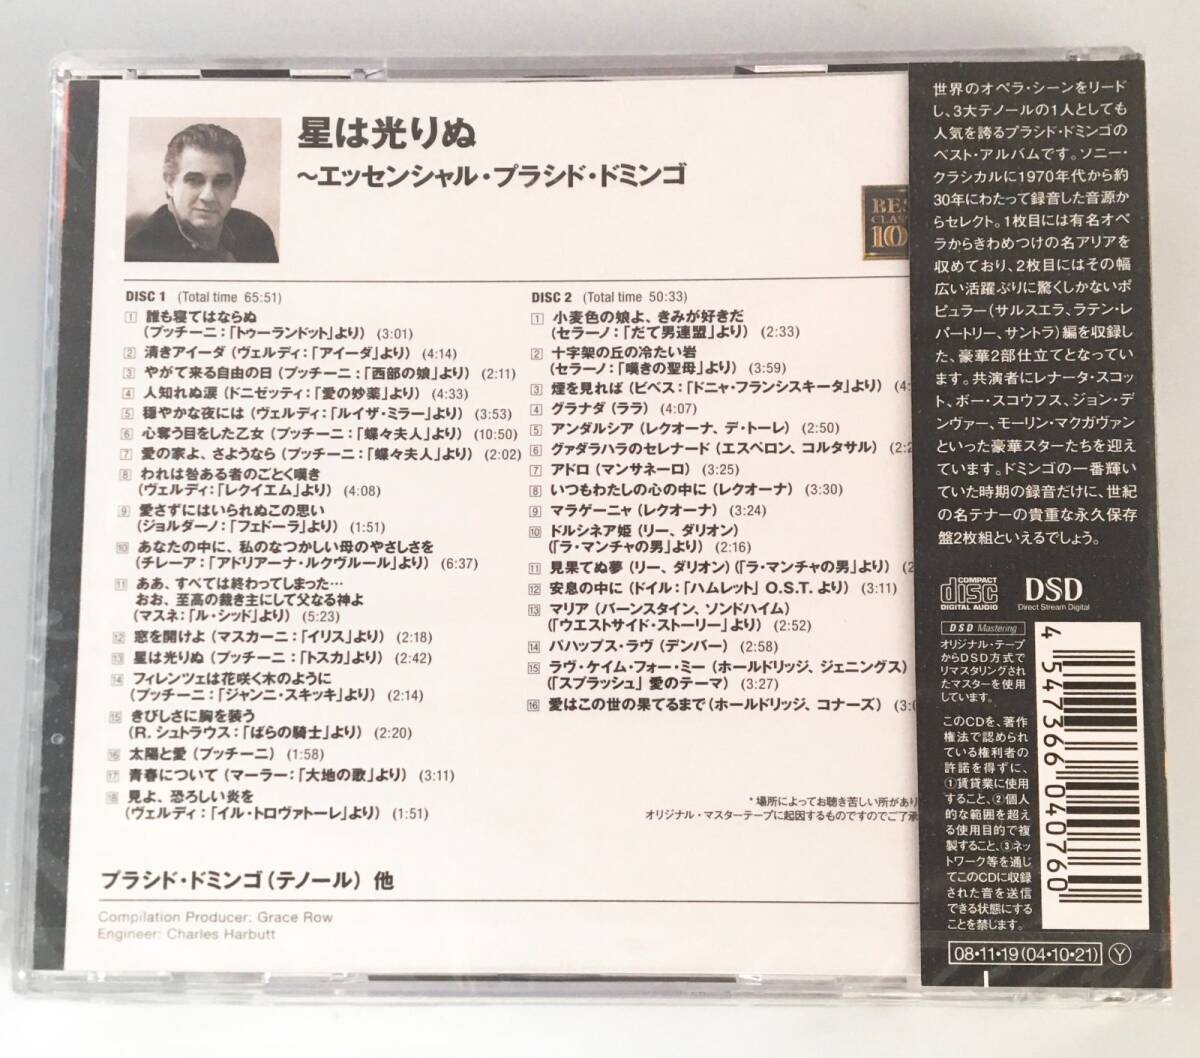 星は光りぬ
～エッセンシャル・プラシド・ドミンゴ
BES
CLAS
10
DISC 1 (Total time 65:51)
1 誰も寝てはならぬ
(プッチーニ:「トゥーランドット」より) (3:01)
2 清きアイーダ (ヴェルディ:「アイーダ」より) (4:14)
3 やがて来る自由の日 (プッチーニ:「西部の娘」より) (2:11)
4 人知れぬ涙 (ドニゼッティ:「愛の妙薬」より) (4:33)
5 穏やかな夜には (ヴェルディ:「ルイザ・ミラー」より) (3:53)
6 心奪う目をした乙女 (プッチーニ:「蝶々夫人」より) (10:50)
7 愛の家よ、さようなら (プッチーニ:「蝶々夫人」より) (2:02)
8 われは咎ある者のごとく嘆き
(ヴェルディ:「レクイエム」より) (4:08)
9 愛さずにはいられぬこの思い
(ジョルダーノ:「フェドーラ」より) (1:51)
10 あなたの中に、私のなつかしい母のやさしさを
(チレーア:「アドリアーナ・ルクヴルール」より) (6:37)
11 ああ、すべては終わってしまった…
おお、至高の裁き主にして父なる神よ
(マスネ:「ル・シッド」より) (5:23)
12 窓を開けよ (マスカーニ:「イリス」より) (2:18)
13 星は光りぬ (プッチーニ:「トスカ」より) (2:42)
14 フィレンツェは花咲く木のように
(プッチーニ:「ジャンニ・スキッキ」より) (2:14)
15 きびしさに胸を装う
(R. シュトラウス:「ばらの騎士」より) (2:20)
16 太陽と愛 (プッチーニ) (1:58)
17 青春について (マーラー:「大地の歌」より) (3:11)
18 見よ、恐ろしい炎を
(ヴェルディ:「イル・トロヴァトーレ」より) (1:51)
DISC 2 (Total time 50:33)
1 小麦色の娘よ、きみが好きだ
(セラーノ:「だて男連盟」より) (2:33)
2 十字架の丘の冷たい岩
(セラーノ:「嘆きの聖母」より) (3:59)
3 煙を見れば (ビベス:「ドニャ・フランシスキータ」より) (4:
4 グラナダ (ララ) (4:07)
5 アンダルシア (レクオーナ、デ・トーレ) (2:50)
6 グァダラハラのセレナード (エスペロン、コルタサル) (2:2
7 アドロ (マンサネーロ) (3:25)
8 いつもわたしの心の中に (レクオーナ) (3:30)
9 マラゲーニャ (レクオーナ) (3:24)
10 ドルシネア姫 (リー、ダリオン)
(「ラ・マンチャの男」より) (2:16)
11 見果てぬ夢 (リー、ダリオン) (「ラ・マンチャの男」より) (2
12 安息の中に (ドイル:「ハムレット」O.S.T. より) (3:11)
13 マリア (バーンスタイン、ソンドハイム)
(「ウエストサイド・ストーリー」より) (2:52)
14 パハップス・ラヴ (デンバー) (2:58)
15 ラヴ・ケイム・フォー・ミー (ホールドリッジ、ジェニングス)
(「スプラッシュ」愛のテーマ) (3:27)
16 愛はこの世の果てるまで (ホールドリッジ、コナーズ) (3:0
*場所によってお聴き苦しい所があり
オリジナル・マスターテープに起因するものですのでご了承
プラシド・ドミンゴ (テノール) 他
Compilation Producer: Grace Row
Engineer: Charles Harbutt
世界のオペラ・シーンをリード
し、3大テノールの1人としても
人気を誇るプラシド・ドミンゴの
ベスト・アルバムです。ソニー・
クラシカルに1970年代から約
30年にわたって録音した音源か
らセレクト。1枚目には有名オペ
ラからきわめつけの名アリアを
収めており、2枚目にはその幅
広い活躍ぶりに驚くしかないポ
ピュラー(サルスエラ、ラテン・レ
パートリー、サントラ)編を収録し
た、豪華2部仕立てとなってい
ます。共演者にレナータ・スコッ
ト、ボー・スコウフス、ジョン・デ
ンヴァー、モーリン・マクガヴァン
といった豪華スターたちを迎え
ています。ドミンゴの一番輝い
ていた時期の録音だけに、世紀
の名テナーの貴重な永久保存
盤2枚組といえるでしょう。
COMPACT disc DIGITAL AUDIO
DSD
Direct Stream Digital
DSD Mastering
オリジナル・テープ
からDSD方式で
リマスタリングされ
たマスターを使用
しています。
このCDを、著作
権法で認められ
ている権利者の
許諾を得ずに、
①賃貸業に使用
すること、②個人
的な範囲を超え
る使用目的で複
製すること、③ネッ
トワーク等を通じ
てこのCDに収録
された音を送信
できる状態にする
ことを禁じます。
4 547366 040760
08・11・19 (04・10・21) Y